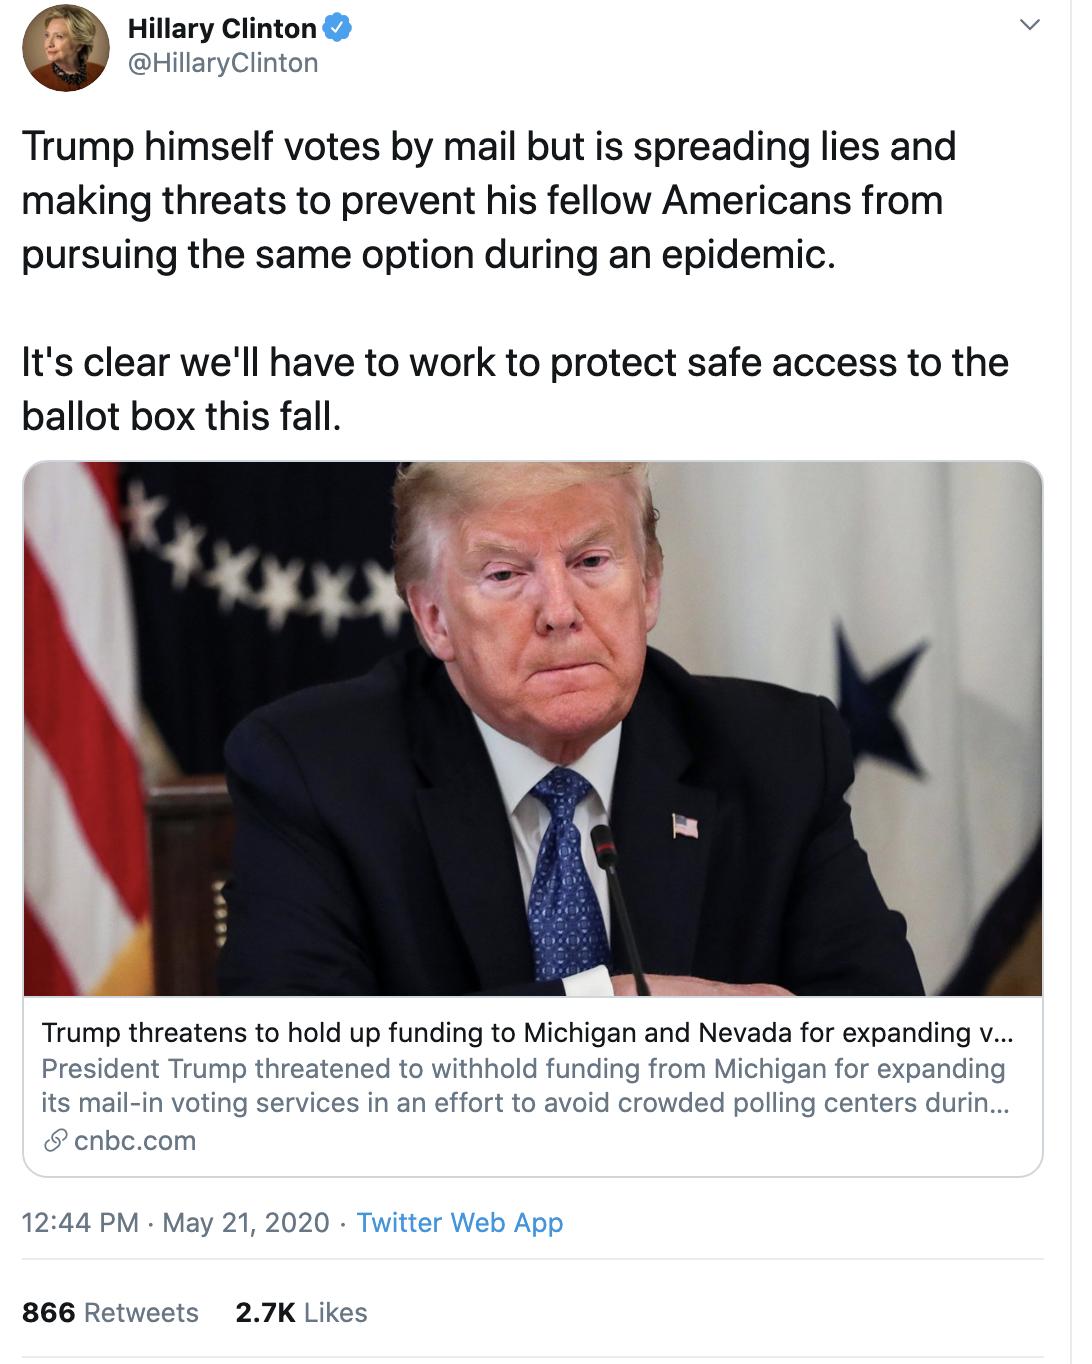 Hillary Clinton
@HillaryClinton
Trump himself votes by mail but is spreading lies and
making threats to prevent his fellow Americans from
pursuing the same option during an epidemic.
It's clear we'll have to work to protect safe access to the
ballot box this fall.
Trump threatens to hold up funding to Michigan and Nevada for expanding v...
President Trump threatened to withhold funding from Michigan for expanding
its mail-in voting services in an effort to avoid crowded polling centers durin...
cnbc.com
12:44 PM · May 21, 2020 · Twitter Web App
866 Retweets 2.7K Likes